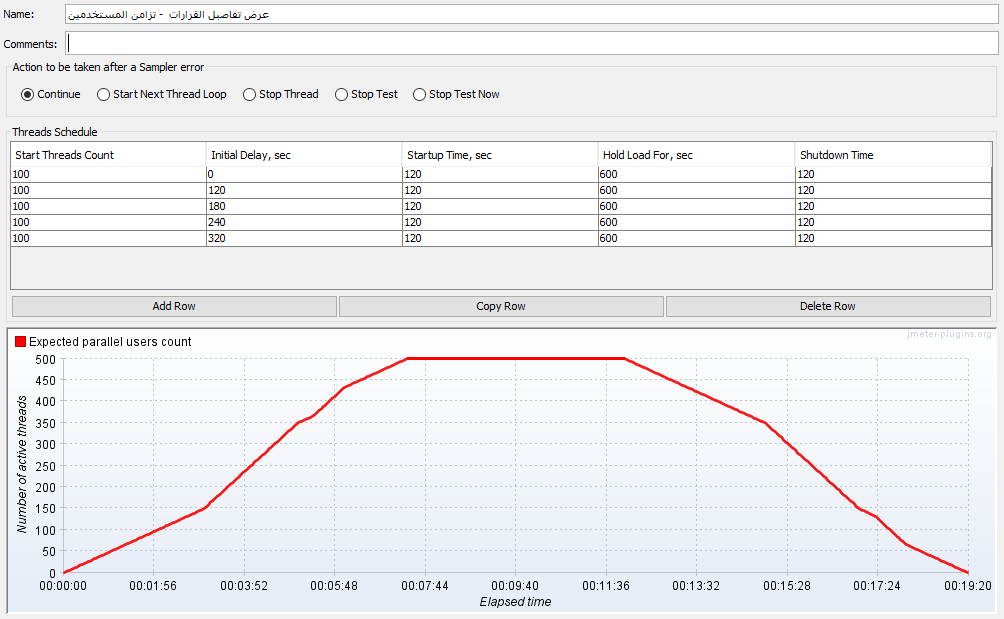 Name: عرض تفاصيل القرارات - تزامن المستخدمين
Comments:
Action to be taken after a Sampler error
Continue Start Next Thread Loop Stop Thread Stop Test Stop Test Now
Threads Schedule
Start Threads Count Initial Delay, sec Startup Time, sec Hold Load For, sec Shutdown Time
100 0 120 600 120
100 120 120 600 120
100 180 120 600 120
100 240 120 600 120
100 320 120 600 120
Add Row Copy Row Delete Row
jmeter-plugins.org
Expected parallel users count
500
450
400
350
300
250
200
150
100
50
0
Number of active threads
00:00:00 00:01:56 00:03:52 00:05:48 00:07:44 00:09:40 00:11:36 00:13:32 00:15:28 00:17:24 00:19:20
Elapsed time